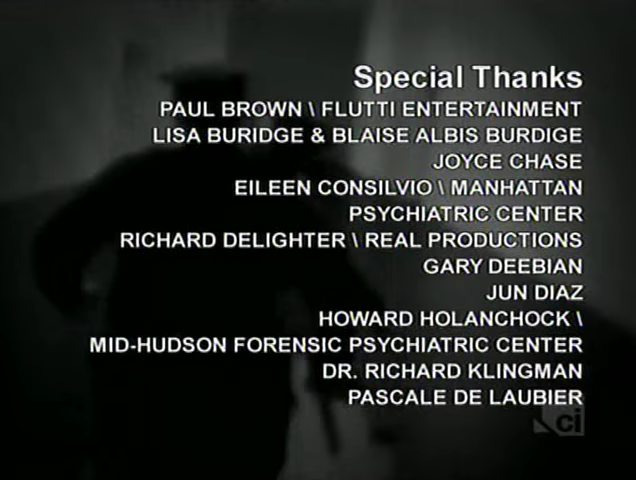 Special Thanks
PAUL BROWN \ FLUTTI ENTERTAINMENT
LISA BURIDGE & BLAISE ALBIS BURDIGE
JOYCE CHASE
EILEEN CONSILVIO \ MANHATTAN
PSYCHIATRIC CENTER
RICHARD DELIGHTER \ REAL PRODUCTIONS
GARY DEEBIAN
JUN DIAZ
HOWARD HOLANCHOCK \
MID-HUDSON FORENSIC PSYCHIATRIC CENTER
DR. RICHARD KLINGMAN
PASCALE DE LAUBIER
ci